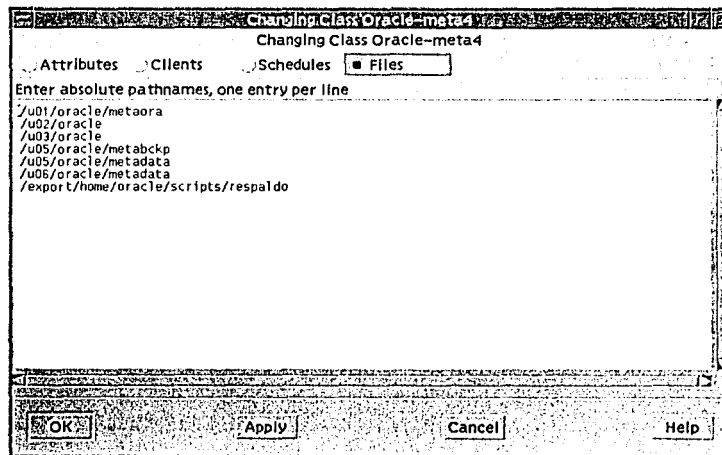 Changing Class Oracle-meta4
Changing Class Oracle-meta4
Attributes Clients Schedules Files
Enter absolute pathnames, one entry per line
/u01/oracle/metaora
/u02/oracle
/u03/oracle
/u05/oracle/metabckp
/u05/oracle/metadata
/u06/oracle/metadata
/export/home/oracle/scripts/respaldo
OK Apply Cancel Help